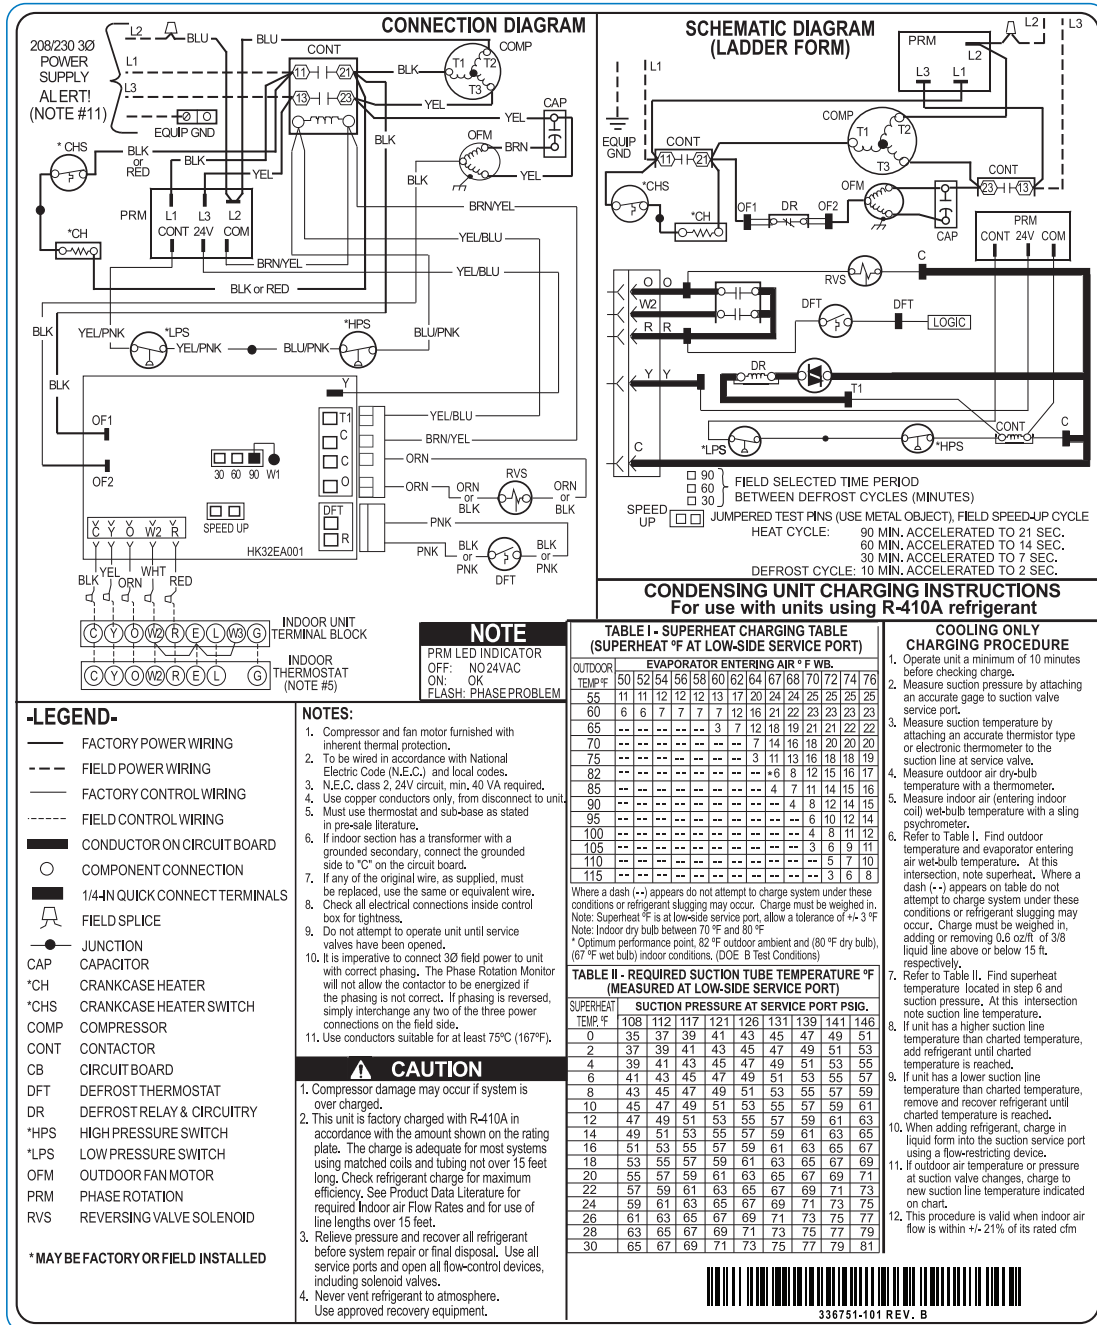 CONNECTION DIAGRAM
208/230 3Ø
POWER
SUPPLY
ALERT!
(NOTE #11)
L2
BLU
BLU
L1
L3
EQUIP GND
CONT
11
21
13
23
COMP
T1
T2
T3
BLK
YEL
CAP
YEL
OFM
BRN
YEL
BLK
BLK
* CHS
BLK
or
RED
BLK
YEL
PRM
L1
L3
L2
CONT
24V
COM
*CH
BRN/YEL
YEL/BLU
YEL/BLU
BRN/YEL
BLK or RED
BLK
YEL/PNK
*LPS
YEL/PNK
BLU/PNK
*HPS
BLU/PNK
BLK
Y
OF1
OF2
T1
C
C
O
DFT
R
YEL/BLU
BRN/YEL
ORN
ORN
ORN
or
BLK
RVS
ORN
or
BLK
PNK
PNK
BLK
or
PNK
DFT
BLK
or
PNK
30 60 90 W1
SPEED UP
C Y O W2 R
HK32EA001
BLK
YEL
ORN
WHT
RED
C Y O W2 R E L W3 G
INDOOR UNIT
TERMINAL BLOCK
C Y O W2 R E L G
INDOOR
THERMOSTAT
(NOTE #5)
NOTE
PRM LED INDICATOR
OFF: NO 24VAC
ON: OK
FLASH: PHASE PROBLEM
SCHEMATIC DIAGRAM
(LADDER FORM)
L2
L3
PRM
L2
L3
L1
L1
EQUIP
GND
CONT
11
21
COMP
T1
T2
T3
CONT
23
13
*CHS
*CH
OF1
DR
OF2
OFM
CAP
PRM
CONT 24V COM
O O
W2
R R
Y Y
C
RVS
C
DFT
DFT
LOGIC
DR
T1
CONT
C
*LPS
*HPS
90
60
30
FIELD SELECTED TIME PERIOD
BETWEEN DEFROST CYCLES (MINUTES)
SPEED
UP
JUMPERED TEST PINS (USE METAL OBJECT), FIELD SPEED-UP CYCLE
HEAT CYCLE: 90 MIN. ACCELERATED TO 21 SEC.
60 MIN. ACCELERATED TO 14 SEC.
30 MIN. ACCELERATED TO 7 SEC.
DEFROST CYCLE: 10 MIN. ACCELERATED TO 2 SEC.
CONDENSING UNIT CHARGING INSTRUCTIONS
For use with units using R-410A refrigerant
-LEGEND-
FACTORY POWER WIRING
FIELD POWER WIRING
FACTORY CONTROL WIRING
FIELD CONTROL WIRING
CONDUCTOR ON CIRCUIT BOARD
COMPONENT CONNECTION
1/4-IN QUICK CONNECT TERMINALS
FIELD SPLICE
JUNCTION
CAP CAPACITOR
*CH CRANKCASE HEATER
*CHS CRANKCASE HEATER SWITCH
COMP COMPRESSOR
CONT CONTACTOR
CB CIRCUIT BOARD
DFT DEFROST THERMOSTAT
DR DEFROST RELAY & CIRCUITRY
*HPS HIGH PRESSURE SWITCH
*LPS LOW PRESSURE SWITCH
OFM OUTDOOR FAN MOTOR
PRM PHASE ROTATION
RVS REVERSING VALVE SOLENOID
* MAY BE FACTORY OR FIELD INSTALLED
NOTES:
1. Compressor and fan motor furnished with
inherent thermal protection.
2. To be wired in accordance with National
Electric Code (N.E.C.) and local codes.
3. N.E.C. class 2, 24V circuit, min. 40 VA required.
4. Use copper conductors only, from disconnect to unit.
5. Must use thermostat and sub-base as stated
in pre-sale literature.
6. If indoor section has a transformer with a
grounded secondary, connect the grounded
side to "C" on the circuit board.
7. If any of the original wire, as supplied, must
be replaced, use the same or equivalent wire.
8. Check all electrical connections inside control
box for tightness.
9. Do not attempt to operate unit until service
valves have been opened.
10. It is imperative to connect 3Ø field power to unit
with correct phasing. The Phase Rotation Monitor
will not allow the contactor to be energized if
the phasing is not correct. If phasing is reversed,
simply interchange any two of the three power
connections on the field side.
11. Use conductors suitable for at least 75ºC (167ºF).
CAUTION
1. Compressor damage may occur if system is
over charged.
2. This unit is factory charged with R-410A in
accordance with the amount shown on the rating
plate. The charge is adequate for most systems
using matched coils and tubing not over 15 feet
long. Check refrigerant charge for maximum
efficiency. See Product Data Literature for
required Indoor air Flow Rates and for use of
line lengths over 15 feet.
3. Relieve pressure and recover all refrigerant
before system repair or final disposal. Use all
service ports and open all flow-control devices,
including solenoid valves.
4. Never vent refrigerant to atmosphere.
Use approved recovery equipment.
TABLE I - SUPERHEAT CHARGING TABLE
(SUPERHEAT ºF AT LOW-SIDE SERVICE PORT)
OUTDOOR EVAPORATOR ENTERING AIR º F WB.
TEMP ºF 50 52 54 56 58 60 62 64 67 68 70 72 74 76
55 11 11 12 12 12 13 17 20 24 24 25 25 25 25
60 6 6 7 7 7 7 12 16 21 22 23 23 23 23
65 -- -- -- -- -- 3 7 12 18 19 21 21 22 22
70 -- -- -- -- -- -- -- 7 14 16 18 20 20 20
75 -- -- -- -- -- -- -- 3 11 13 16 18 18 19
82 -- -- -- -- -- -- -- -- *6 8 12 15 16 17
85 -- -- -- -- -- -- -- -- 4 7 11 14 15 16
90 -- -- -- -- -- -- -- -- -- 4 8 12 14 15
95 -- -- -- -- -- -- -- -- -- -- 6 10 12 14
100 -- -- -- -- -- -- -- -- -- -- 4 8 11 12
105 -- -- -- -- -- -- -- -- -- -- 3 6 9 11
110 -- -- -- -- -- -- -- -- -- -- -- 5 7 10
115 -- -- -- -- -- -- -- -- -- -- -- 3 6 8
Where a dash (--) appears do not attempt to charge system under these
conditions or refrigerant slugging may occur. Charge must be weighed in.
Note: Superheat ºF is at low-side service port, allow a tolerance of +/- 3 ºF
Note: Indoor dry bulb between 70 ºF and 80 ºF
* Optimum performance point, 82 ºF outdoor ambient and (80 ºF dry bulb),
(67 ºF wet bulb) indoor conditions. (DOE B Test Conditions)
TABLE II - REQUIRED SUCTION TUBE TEMPERATURE ºF
(MEASURED AT LOW-SIDE SERVICE PORT)
SUPERHEAT SUCTION PRESSURE AT SERVICE PORT PSIG.
TEMP. ºF 108 112 117 121 126 131 139 141 146
0 35 37 39 41 43 45 47 49 51
2 37 39 41 43 45 47 49 51 53
4 39 41 43 45 47 49 51 53 55
6 41 43 45 47 49 51 53 55 57
8 43 45 47 49 51 53 55 57 59
10 45 47 49 51 53 55 57 59 61
12 47 49 51 53 55 57 59 61 63
14 49 51 53 55 57 59 61 63 65
16 51 53 55 57 59 61 63 65 67
18 53 55 57 59 61 63 65 67 69
20 55 57 59 61 63 65 67 69 71
22 57 59 61 63 65 67 69 71 73
24 59 61 63 65 67 69 71 73 75
26 61 63 65 67 69 71 73 75 77
28 63 65 67 69 71 73 75 77 79
30 65 67 69 71 73 75 77 79 81
COOLING ONLY
CHARGING PROCEDURE
1. Operate unit a minimum of 10 minutes
before checking charge.
2. Measure suction pressure by attaching
an accurate gage to suction valve
service port.
3. Measure suction temperature by
attaching an accurate thermistor type
or electronic thermometer to the
suction line at service valve.
4. Measure outdoor air dry-bulb
temperature with a thermometer.
5. Measure indoor air (entering indoor
coil) wet-bulb temperature with a sling
psychrometer.
6. Refer to Table I. Find outdoor
temperature and evaporator entering
air wet-bulb temperature. At this
intersection, note superheat. Where a
dash (--) appears on table do not
attempt to charge system under these
conditions or refrigerant slugging may
occur. Charge must be weighed in,
adding or removing 0.6 oz/ft of 3/8
liquid line above or below 15 ft.
respectively.
7. Refer to Table II. Find superheat
temperature located in step 6 and
suction pressure. At this intersection
note suction line temperature.
8. If unit has a higher suction line
temperature than charted temperature,
add refrigerant until charted
temperature is reached.
9. If unit has a lower suction line
temperature than charted temperature,
remove and recover refrigerant until
charted temperature is reached.
10. When adding refrigerant, charge in
liquid form into the suction service port
using a flow-restricting device.
11. If outdoor air temperature or pressure
at suction valve changes, charge to
new suction line temperature indicated
on chart.
12. This procedure is valid when indoor air
flow is within +/- 21% of its rated cfm
336751-101 REV. B